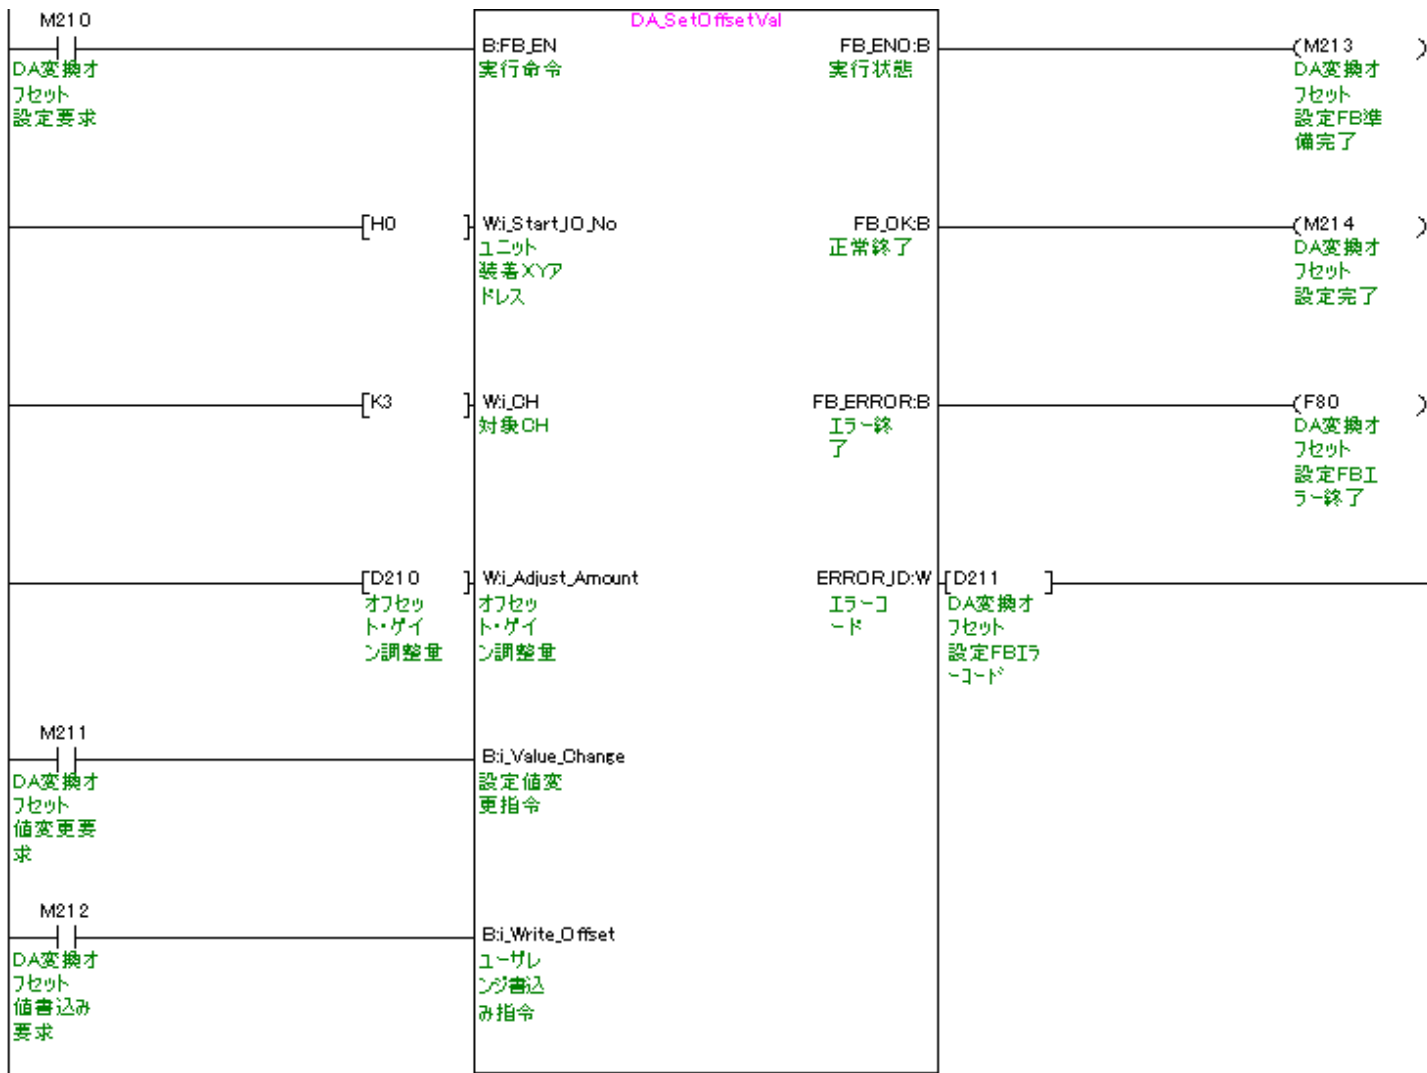 DA_SetOffsetVal
M210
DA変換オ
フセット
設定要求
B:FB_EN
実行命令
FB_ENO:B
実行状態
(M213 )
DA変換オ
フセット
設定FB準
備完了
[H0 ]
W:i_Start_IO_No
ユニット
装着XYア
ドレス
FB_OK:B
正常終了
(M214 )
DA変換オ
フセット
設定完了
[K3 ]
W:i_CH
対象CH
FB_ERROR:B
エラー終
了
(F80 )
DA変換オ
フセット
設定FBエ
ラー終了
[D210 ]
オフセッ
ト・ゲイ
ン調整量
W:i_Adjust_Amount
オフセッ
ト・ゲイ
ン調整量
ERROR_ID:W
エラーコ
ード
[D211 ]
DA変換オ
フセット
設定FBエラ
ーコード
M211
DA変換オ
フセット
値変更要
求
B:i_Value_Change
設定値変
更指令
M212
DA変換オ
フセット
値書込み
要求
B:i_Write_Offset
ユーザレ
ンジ書込
み指令